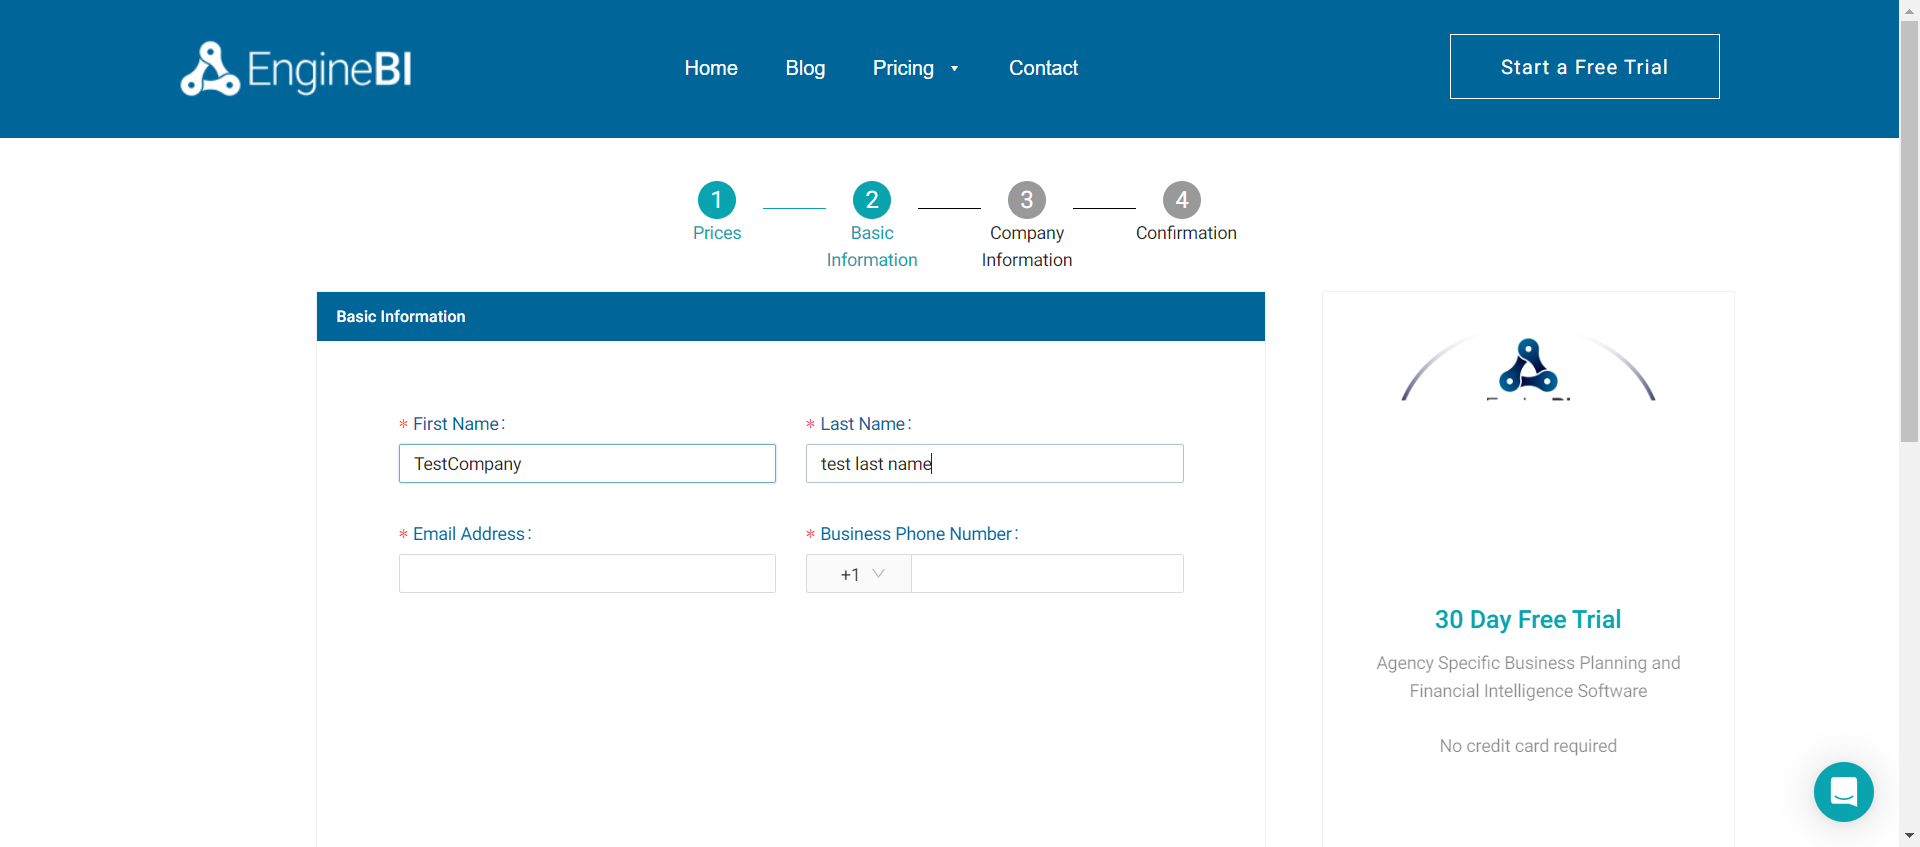 EngineBI
Home
Blog
Pricing
Contact
Start a Free Trial
1
2
3
4
Prices
Basic
Information
Company
Information
Confirmation
Basic Information
* First Name:
* Last Name:
TestCompany
test last name
* Email Address:
* Business Phone Number:
+1
30 Day Free Trial
Agency Specific Business Planning and
Financial Intelligence Software
No credit card required